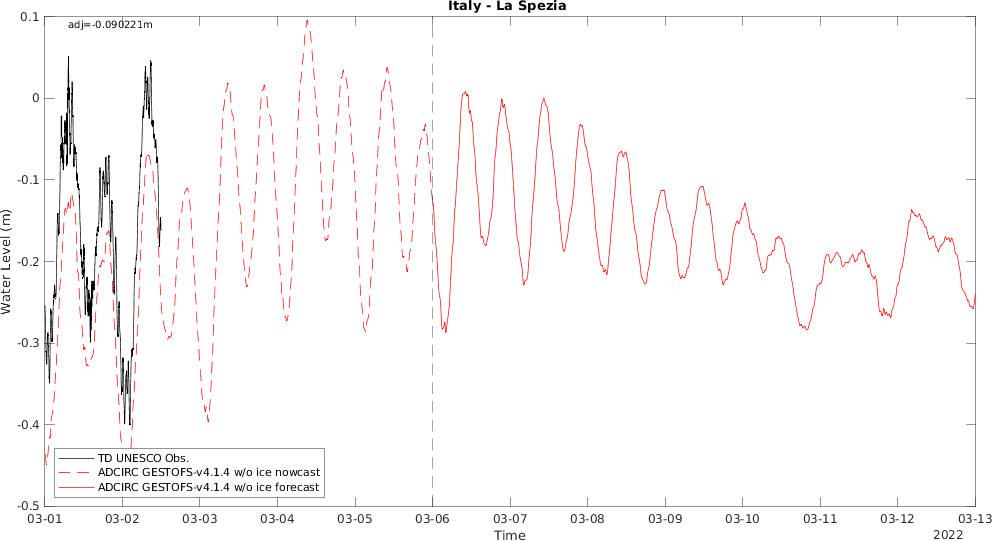 Italy - La Spezia
adj=-0.090221m
0.1
0
-0.1
-0.2
-0.3
-0.4
-0.5
Water Level (m)
TD UNESCO Obs.
ADCIRC GESTOFS-v4.1.4 w/o ice nowcast
ADCIRC GESTOFS-v4.1.4 w/o ice forecast
03-01 03-02 03-03 03-04 03-05 03-06 03-07 03-08 03-09 03-10 03-11 03-12 03-13
Time
2022